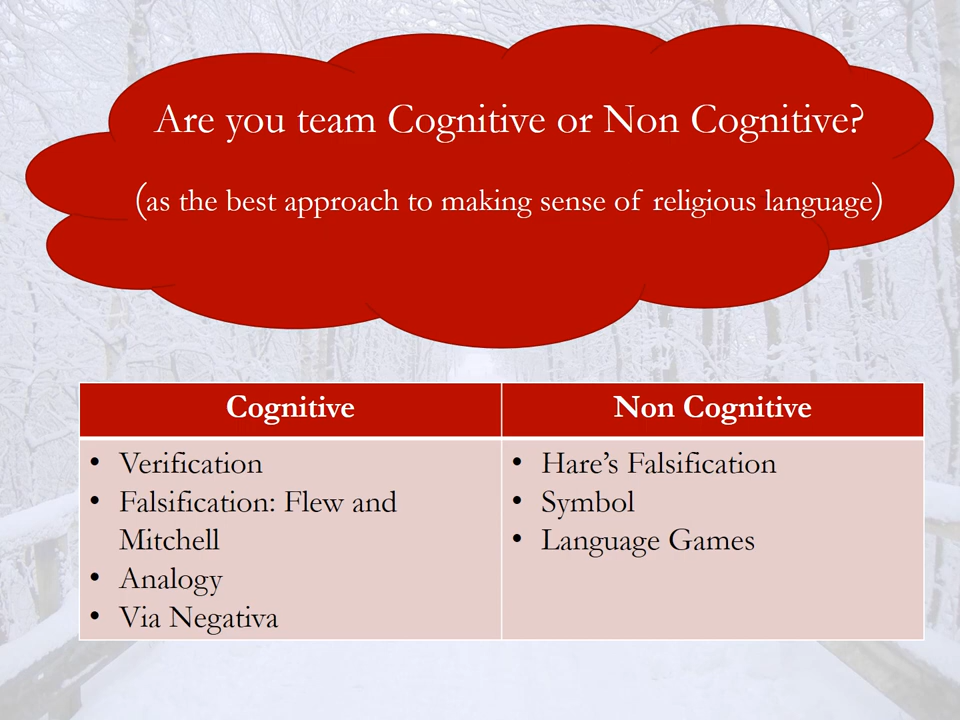 Are you team Cognitive or Non Cognitive?
(as the best approach to making sense of religious language)
Cognitive
Non Cognitive
• Verification
• Falsification: Flew and
Mitchell
• Analogy
• Via Negativa
• Hare’s Falsification
• Symbol
• Language Games